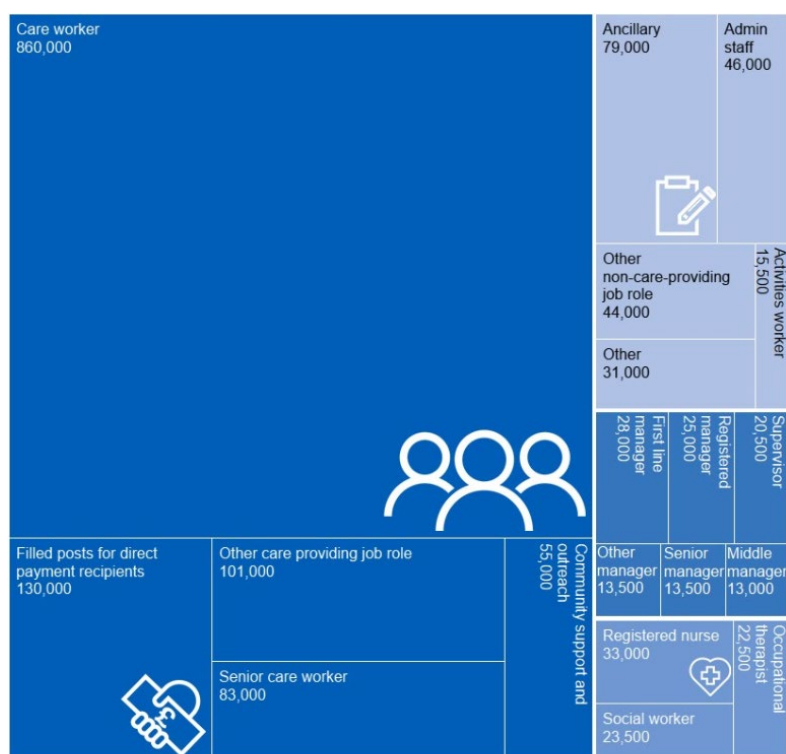 Care worker
860,000
Ancillary
79,000
Admin
staff
46,000
Other
non-care-providing
job role
44,000
Activities worker
15,500
Other
31,000
First line
manager
28,000
Registered
manager
25,000
Supervisor
20,500
Other
manager
13,500
Senior
manager
13,500
Middle
manager
13,000
Filled posts for direct
payment recipients
130,000
Other care providing job role
101,000
Senior care worker
83,000
Community support and
outreach
55,000
Registered nurse
33,000
Social worker
23,500
Occupational
therapist
22,500
£